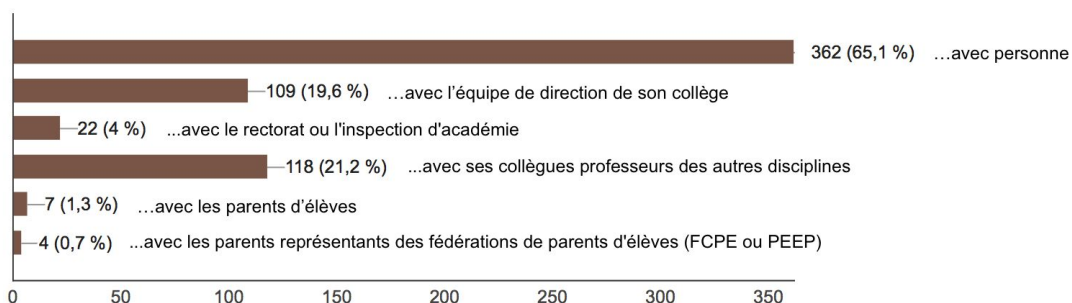 362 (65,1 %) …avec personne
109 (19,6 %) …avec l’équipe de direction de son collège
22 (4 %) ...avec le rectorat ou l'inspection d'académie
118 (21,2 %) ...avec ses collègues professeurs des autres disciplines
7 (1,3 %) …avec les parents d’élèves
4 (0,7 %) ...avec les parents représentants des fédérations de parents d'élèves (FCPE ou PEEP)
0 50 100 150 200 250 300 350